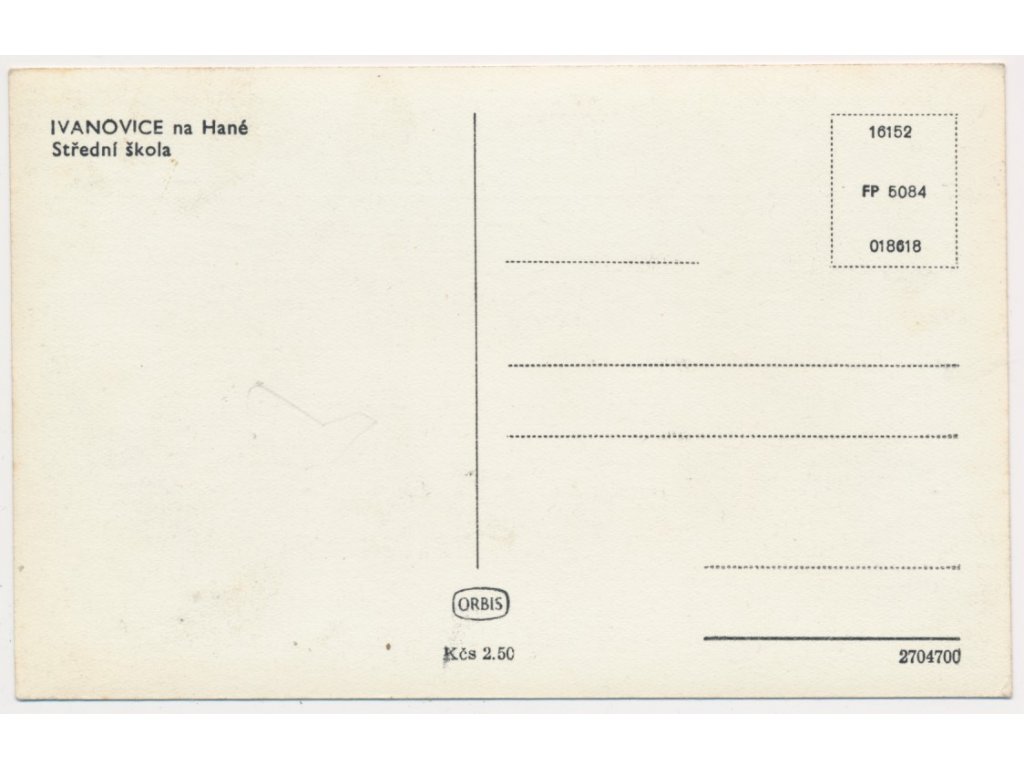 IVANOVICE na Hané
Střední škola
16152
FP 5084
018618
ORBIS
Kčs 2.50
2704700